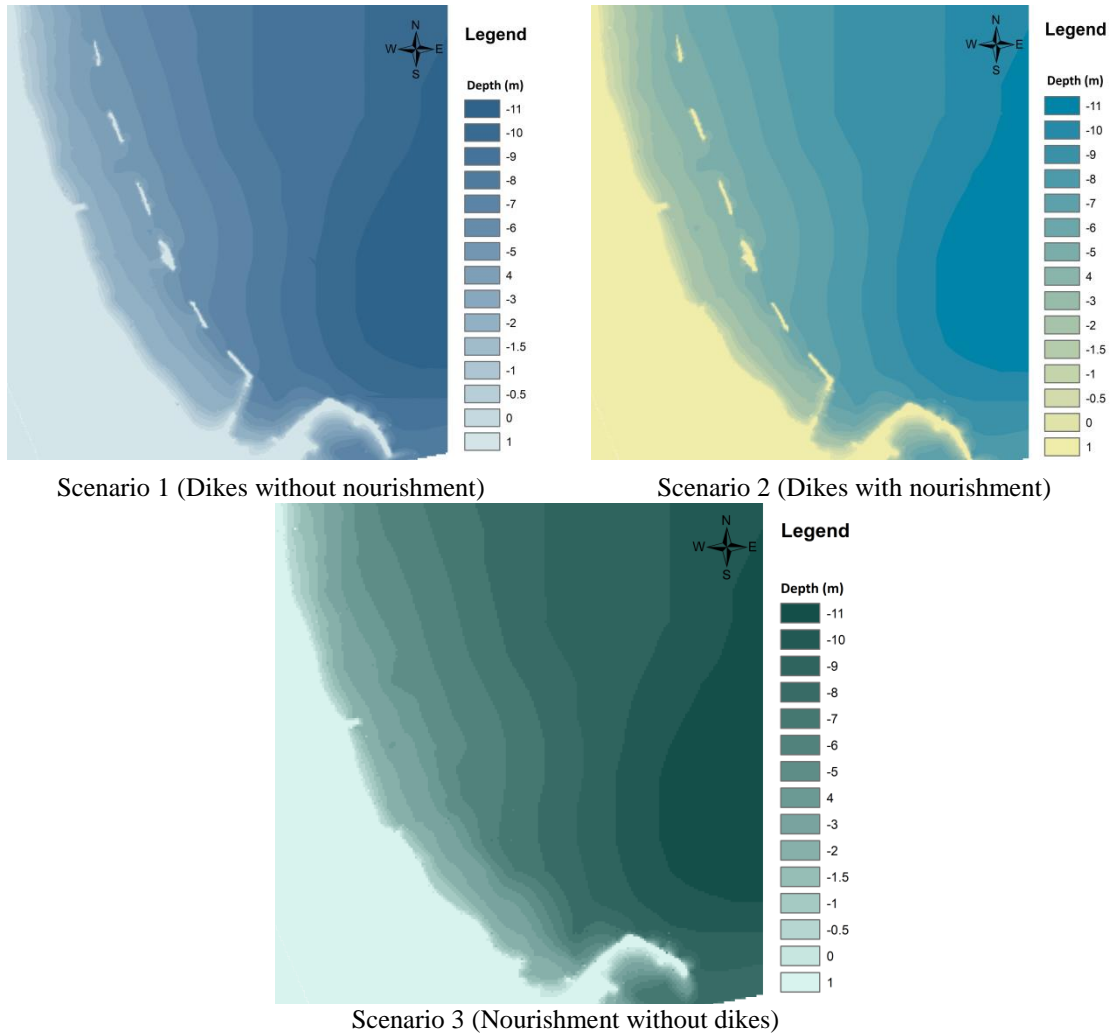 N
W E
S
Legend
Depth (m)
-11
-10
-9
-8
-7
-6
-5
4
-3
-2
-1.5
-1
-0.5
0
1
Scenario 1 (Dikes without nourishment)
N
W E
S
Legend
Depth (m)
-11
-10
-9
-8
-7
-6
-5
4
-3
-2
-1.5
-1
-0.5
0
1
Scenario 2 (Dikes with nourishment)
N
W E
S
Legend
Depth (m)
-11
-10
-9
-8
-7
-6
-5
4
-3
-2
-1.5
-1
-0.5
0
1
Scenario 3 (Nourishment without dikes)